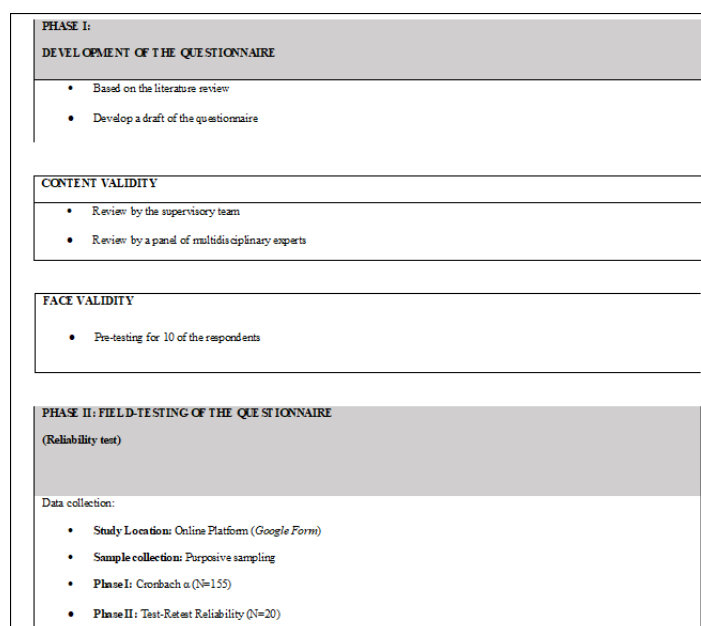 PHASE I:
DEVELOPMENT OF THE QUESTIONNAIRE
• Based on the literature review
• Develop a draft of the questionnaire
CONTENT VALIDITY
• Review by the supervisory team
• Review by a panel of multidisciplinary experts
FACE VALIDITY
• Pre-testing for 10 of the respondents
PHASE II: FIELD-TESTING OF THE QUESTIONNAIRE
(Reliability test)
Data collection:
• Study Location: Online Platform (Google Form)
• Sample collection: Purposive sampling
• Phase I: Cronbach α (N=155)
• Phase II: Test-Retest Reliability (N=20)